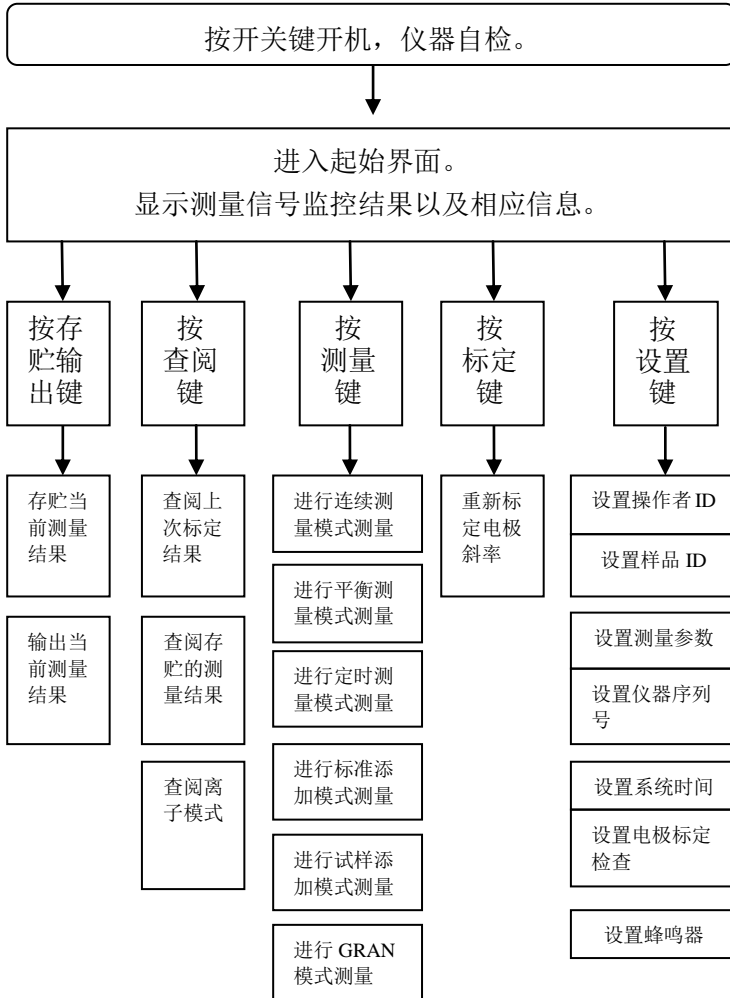 按开关键开机，仪器自检。
进入起始界面。
显示测量信号监控结果以及相应信息。
按存
贮输
出键
按
查阅
键
按
测量
键
按
标定
键
按
设置
键
存贮当
前测量
结果
输出当
前测量
结果
查阅上
次标定
结果
查阅存
贮的测
量结果
查阅离
子模式
进行连续测
量模式测量
进行平衡测
量模式测量
进行定时测
量模式测量
进行标准添
加模式测量
进行试样添
加模式测量
进行 GRAN
模式测量
重新标
定电极
斜率
设置操作者 ID
设置样品 ID
设置测量参数
设置仪器序列
号
设置系统时间
设置电极标定
检查
设置蜂鸣器